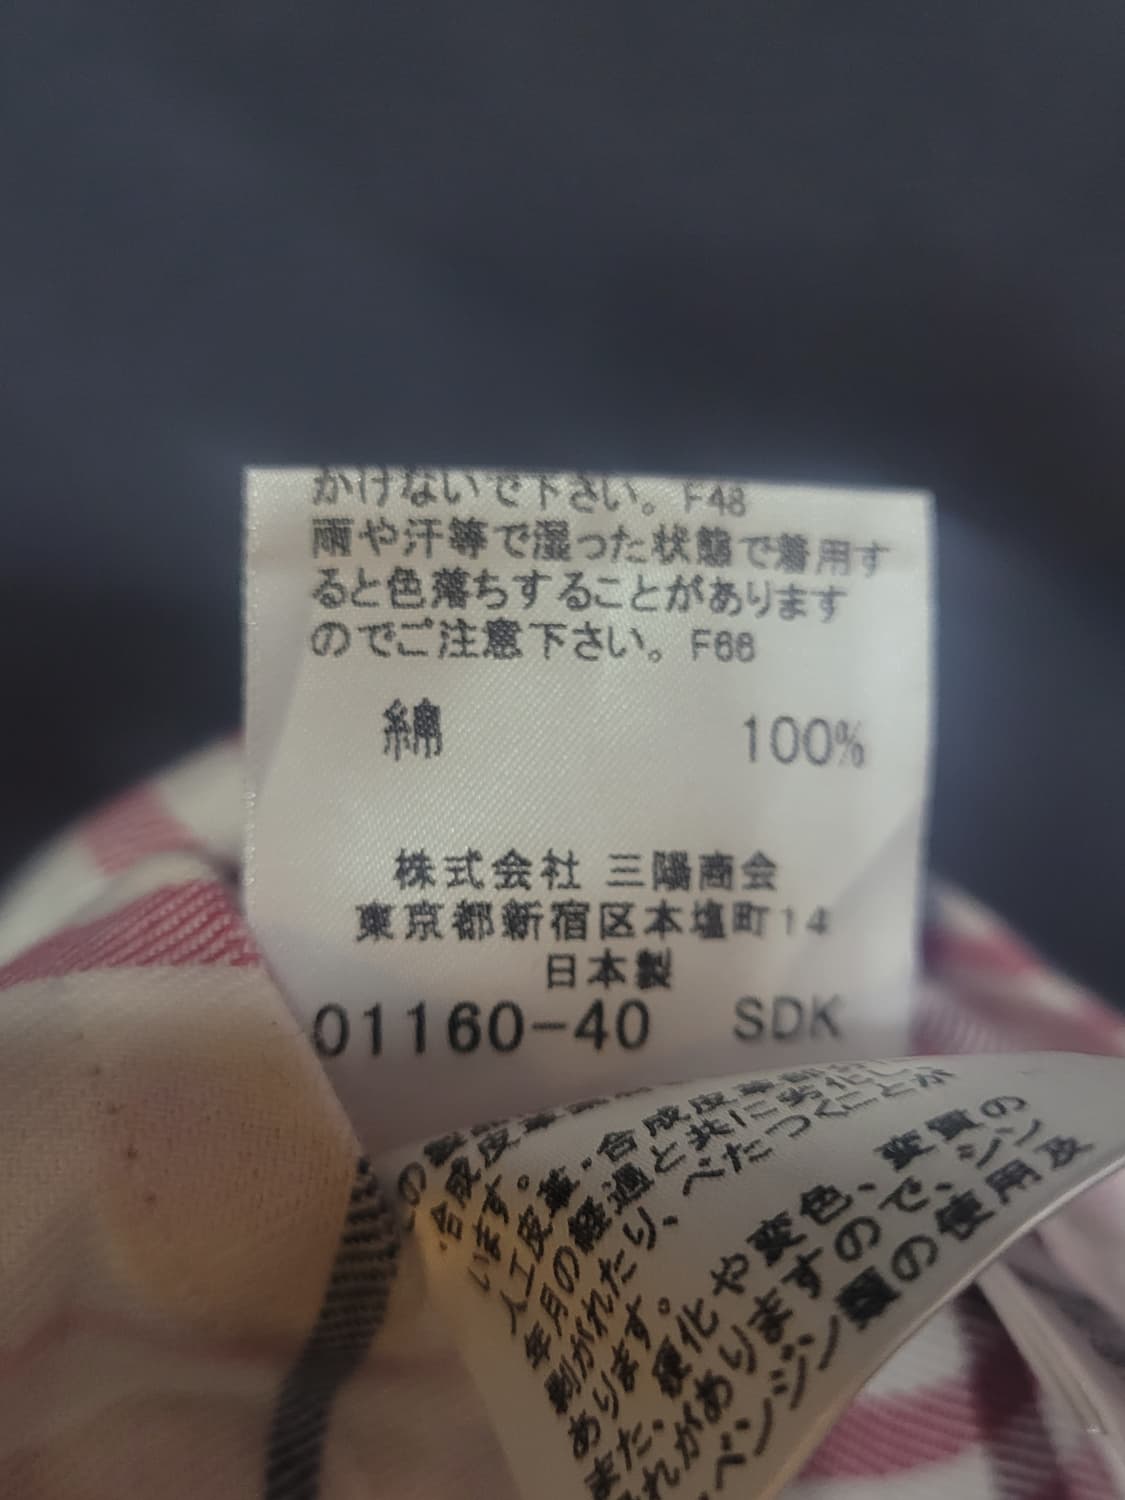 かけないで下さい。F48
雨や汗等で湿った状態で着用す
ると色落ちすることがあります
のでご注意下さい。F66
綿 100%
株式会社 三陽商会
東京都新宿区本塩町14
日本製
01160-40 SDK
合成皮革
います。
人工皮革・合成皮革
年月の経過と共に劣化し
剥がれたり、べたつくことが
あります。
また、硬化や変色、変質の
れがありますので、シン
ベンジン類の使用及